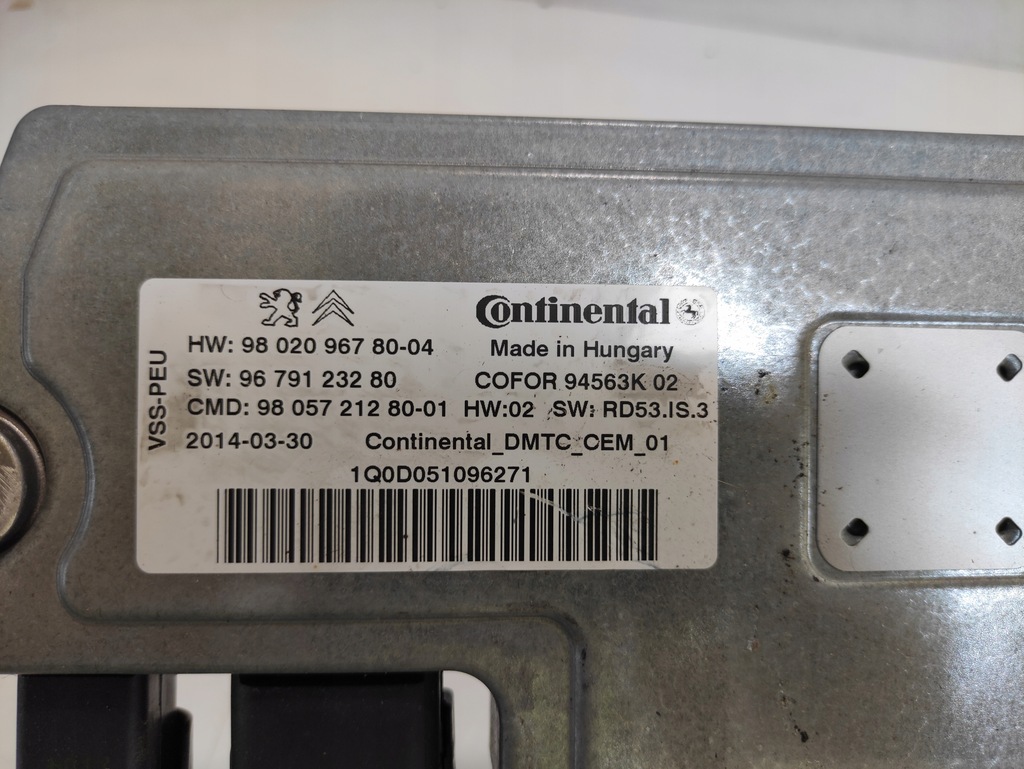 Continental
HW: 98 020 967 80-04
Made in Hungary
SW: 96 791 232 80
COFOR 94563K 02
CMD: 98 057 212 80-01 HW:02 SW: RD53.IS.3
2014-03-30 Continental_DMTC_CEM_01
1Q0D051096271
VSS-PEU